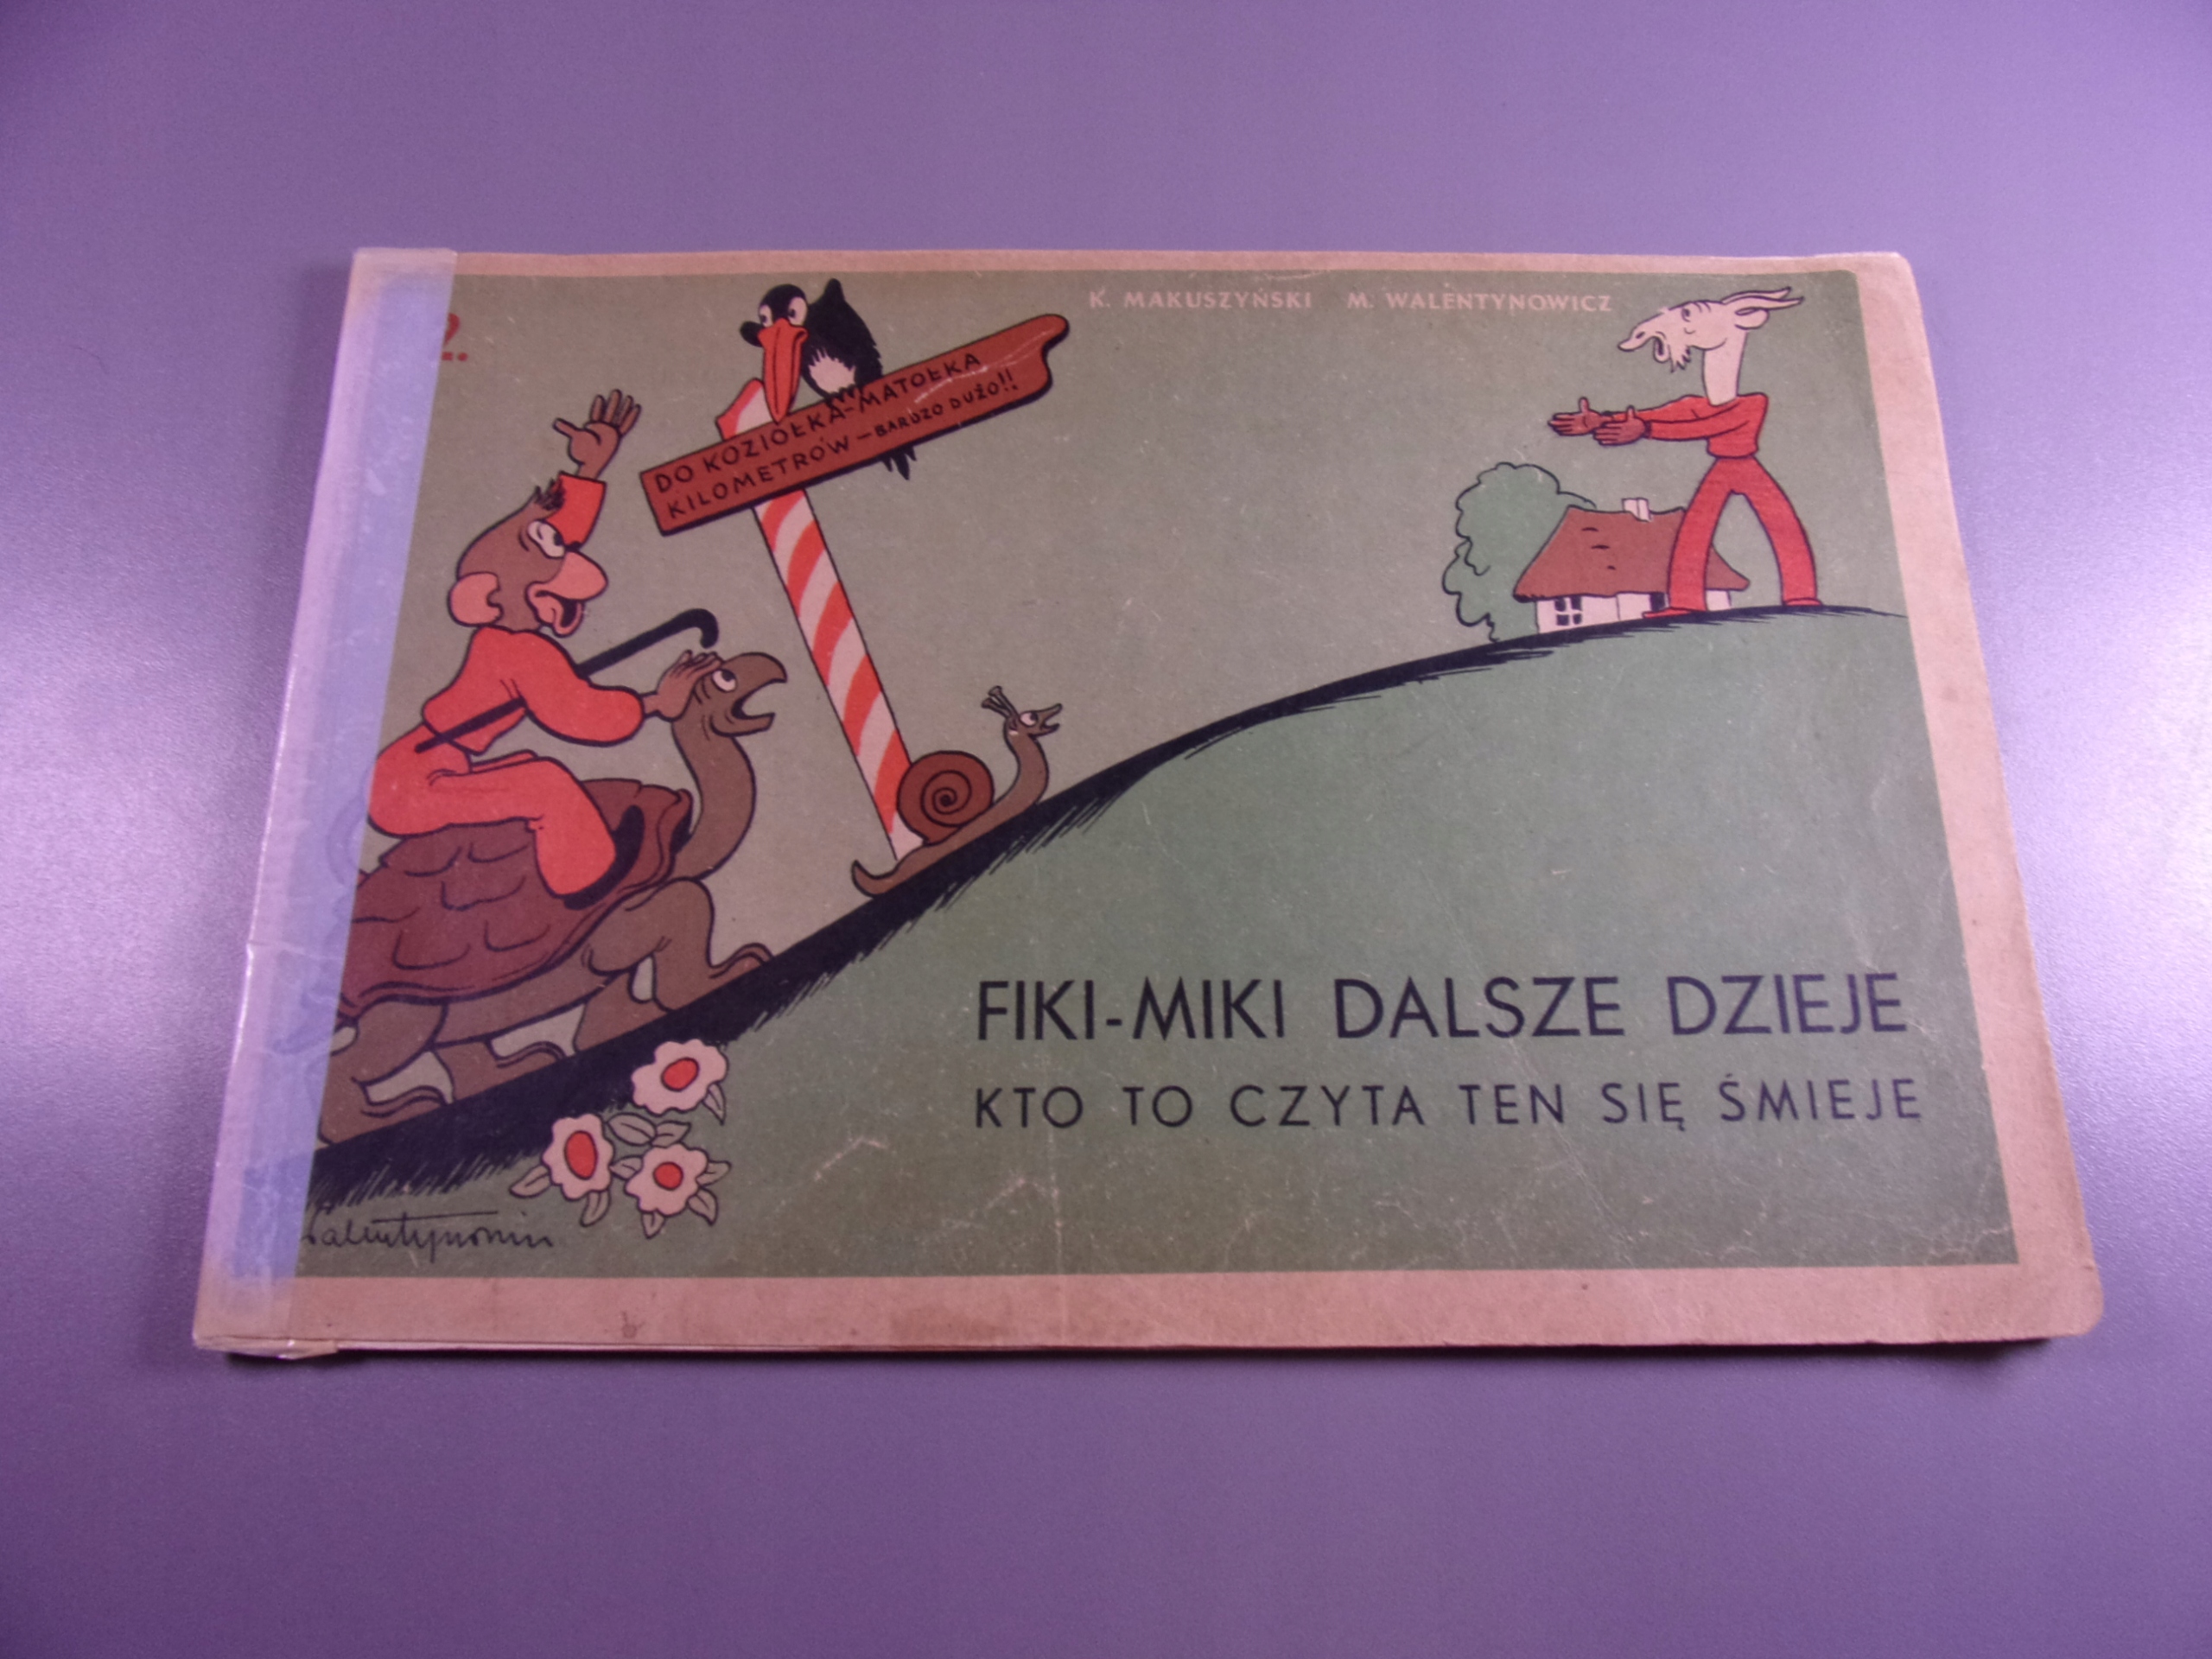 2.
K. MAKUSZYŃSKI M. WALENTYNOWICZ
DO KOZIOŁKA-MATOŁKA
KILOMETRÓW - BARDZO DUŻO!!
FIKI-MIKI DALSZE DZIEJE
KTO TO CZYTA TEN SIĘ ŚMIEJE